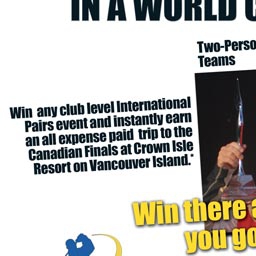 IN A WORLD
Two-Perso
Teams
Win any club level International
Pairs event and instantly earn
an all expense paid trip to the
Canadian Finals at Crown Isle
Resort on Vancouver Island.*
Win there a
you go